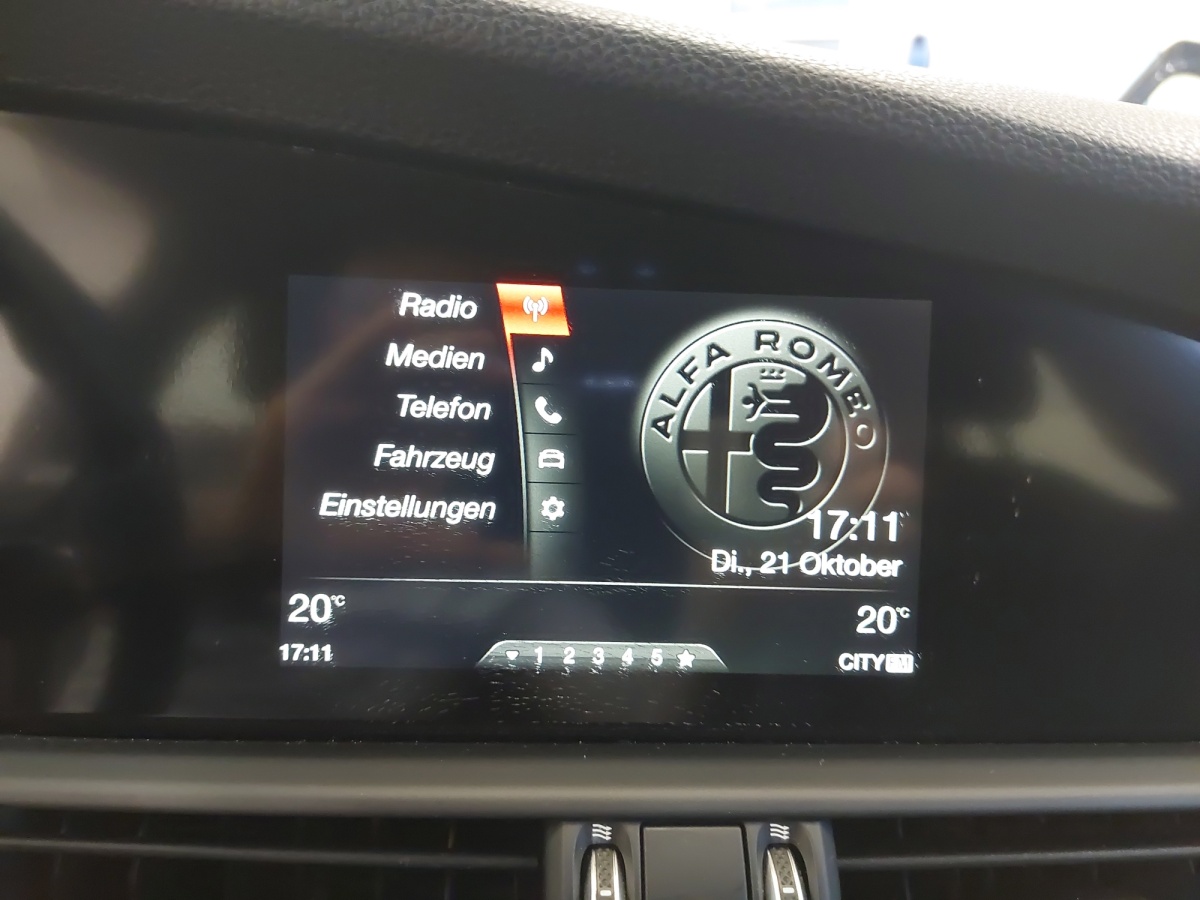 Radio
Medien
Telefon
Fahrzeug
Einstellungen
ALFA ROMEO
17:11
Di., 21 Oktober
20°C
20°C
17:11
1 2 3 4 5
CITY FM